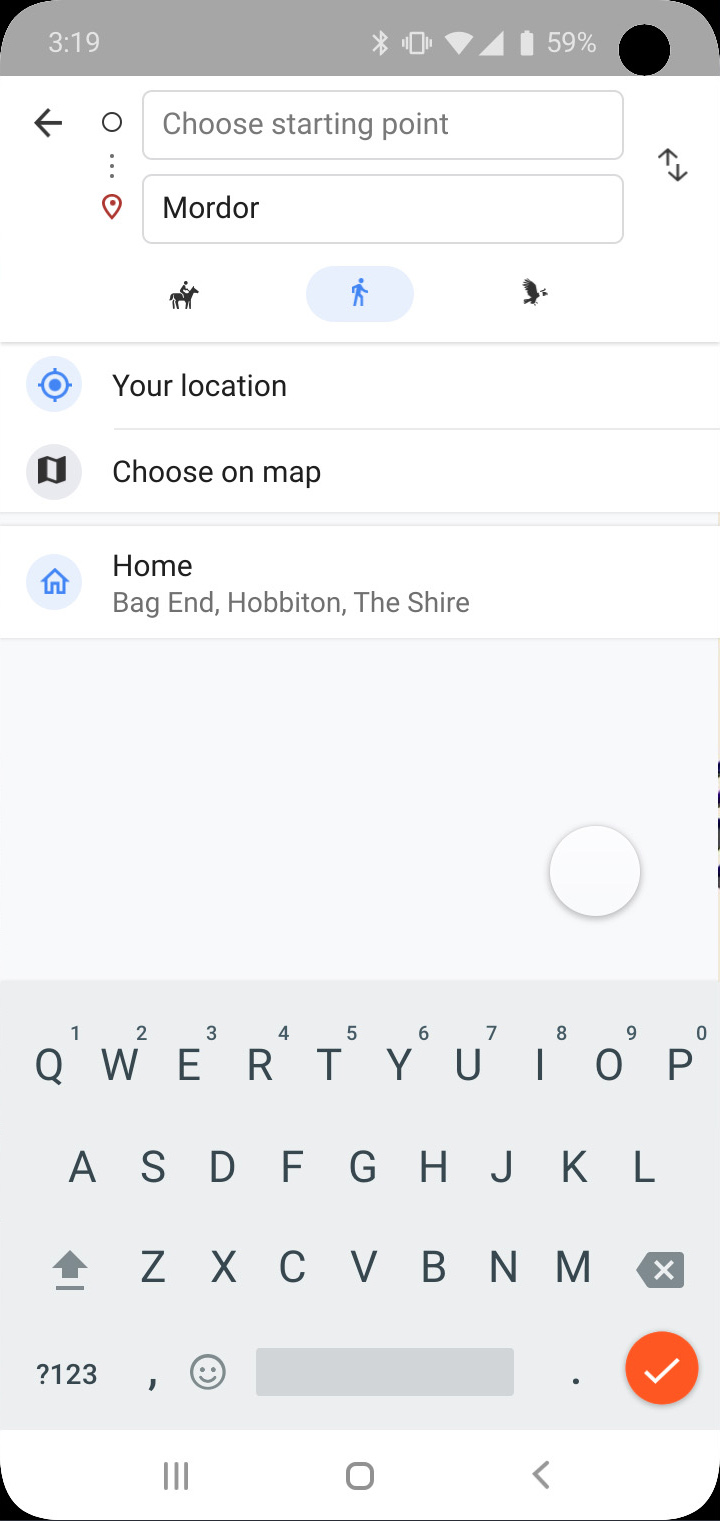 3:19
59%
Choose starting point
Mordor
Your location
Choose on map
Home
Bag End, Hobbiton, The Shire
1 2 3 4 5 6 7 8 9 0
Q W E R T Y U I O P
A S D F G H J K L
Z X C V B N M
?123 , .